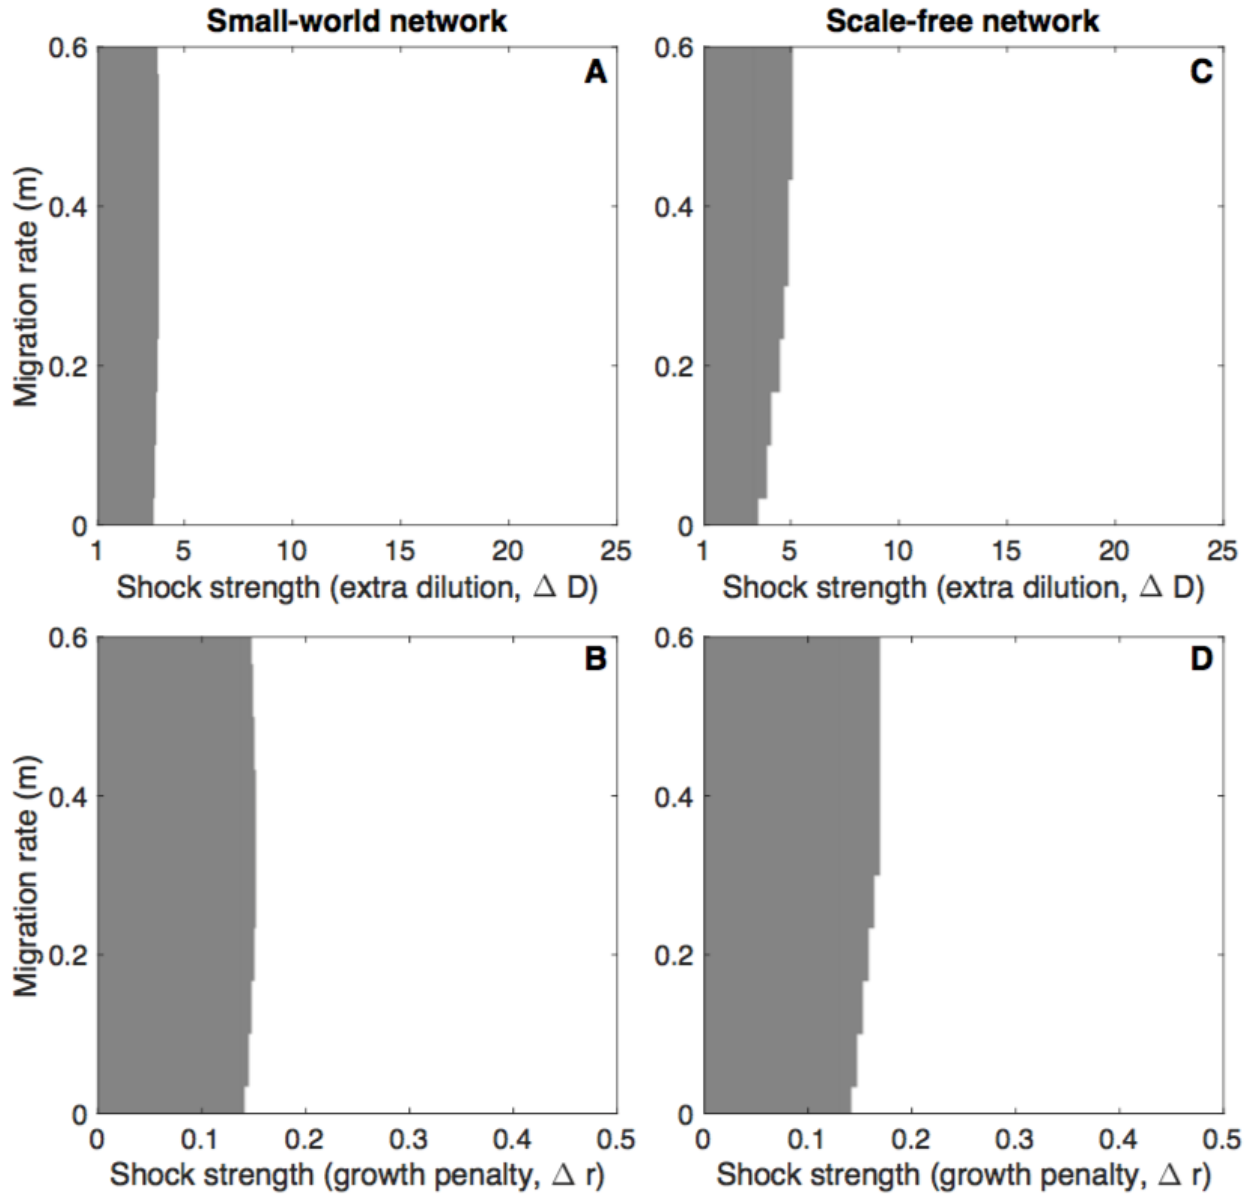 Small-world network
Scale-free network
A
C
0.6
0.4
0.2
0
Migration rate (m)
1 5 10 15 20 25
Shock strength (extra dilution, Δ D)
0.6
0.4
0.2
0
1 5 10 15 20 25
Shock strength (extra dilution, Δ D)
B
D
0.6
0.4
0.2
0
Migration rate (m)
0 0.1 0.2 0.3 0.4 0.5
Shock strength (growth penalty, Δ r)
0.6
0.4
0.2
0
0 0.1 0.2 0.3 0.4 0.5
Shock strength (growth penalty, Δ r)